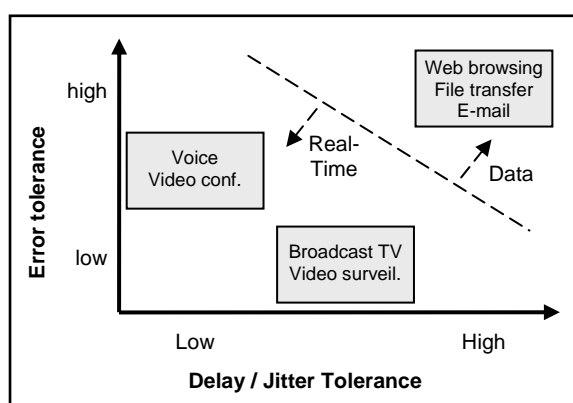 Error tolerance
high
low
Web browsing
File transfer
E-mail
Real-
Time
Data
Voice
Video conf.
Broadcast TV
Video surveil.
Low
High
Delay / Jitter Tolerance